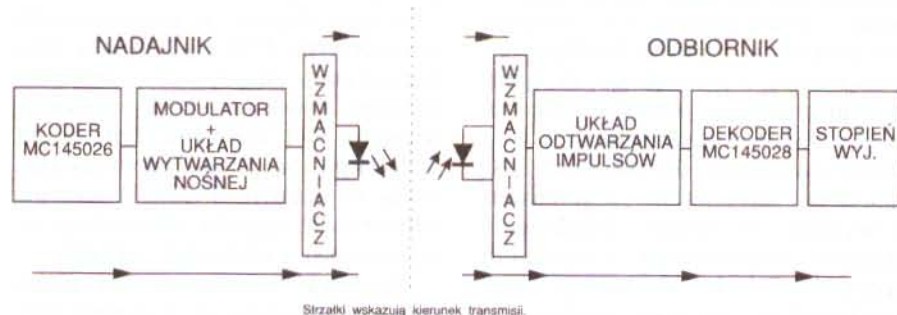 NADAJNIK
ODBIORNIK
KODER
MC145026
MODULATOR
+
UKŁAD
WYTWARZANIA
NOŚNEJ
WZMACNIACZ
WZMACNIACZ
UKŁAD
ODTWARZANIA
IMPULSÓW
DEKODER
MC145028
STOPIEŃ
WYJ.
Strzałki wskazują kierunek transmisji.